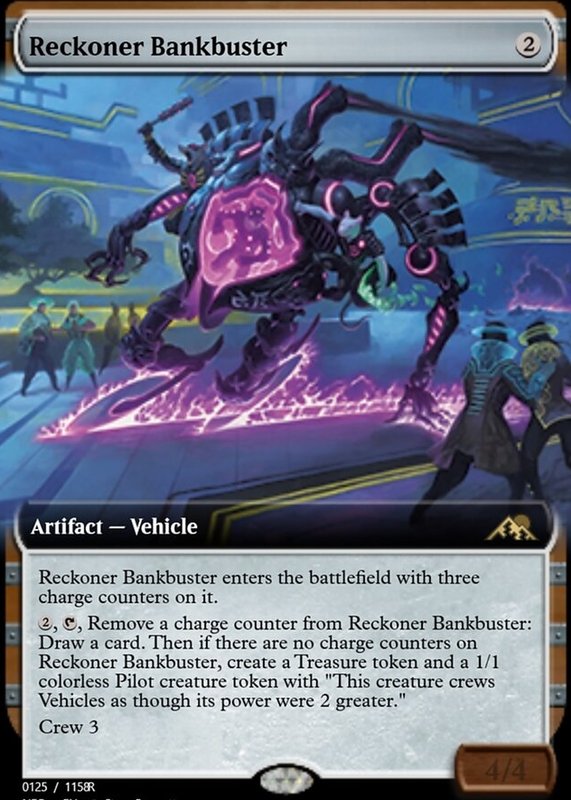 Reckoner Bankbuster 2
Artifact — Vehicle
Reckoner Bankbuster enters the battlefield with three
charge counters on it.
2, T, Remove a charge counter from Reckoner Bankbuster:
Draw a card. Then if there are no charge counters on
Reckoner Bankbuster, create a Treasure token and a 1/1
colorless Pilot creature token with "This creature crews
Vehicles as though its power were 2 greater."
Crew 3
4/4
0125 / 1158R